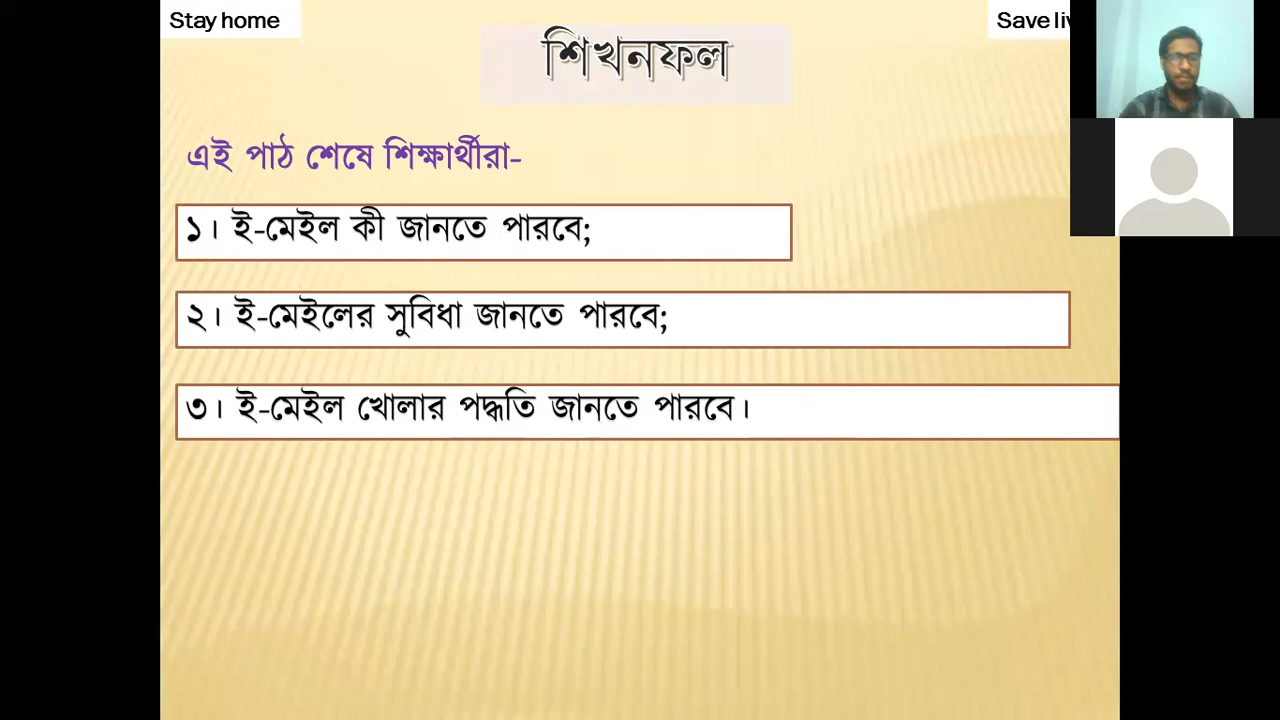 Stay home
শিখনফল
এই পাঠ শেষে শিক্ষার্থীরা-
১। ই-মেইল কী জানতে পারবে;
২। ই-মেইলের সুবিধা জানতে পারবে;
৩। ই-মেইল খোলার পদ্ধতি জানতে পারবে।
Save